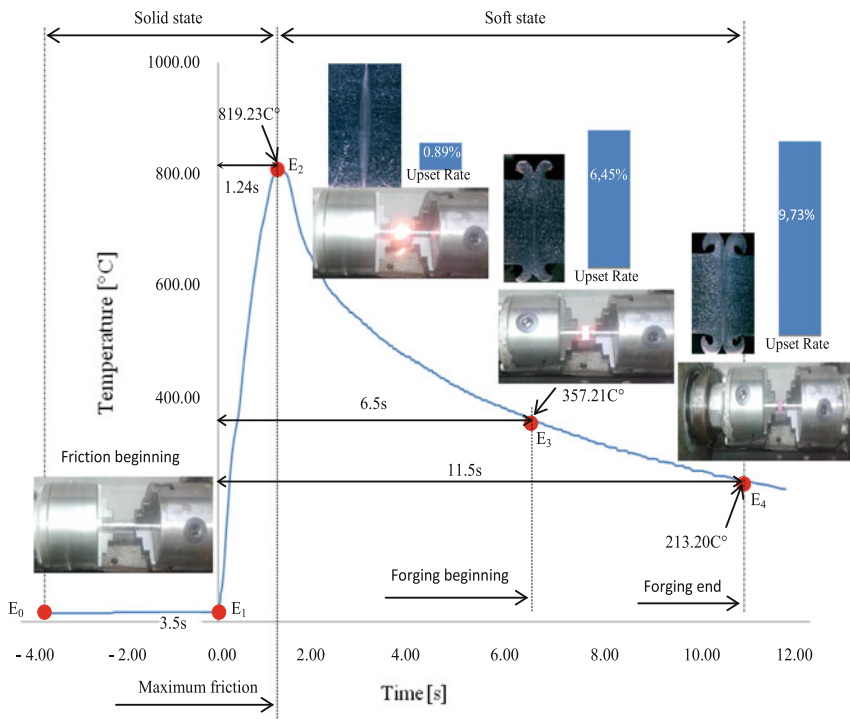 Solid state
Soft state
1000.00
819.23C°
E₂
0.89%
Upset Rate
6,45%
Upset Rate
9,73%
Upset Rate
800.00
1.24s
600.00
Temperature [°C]
400.00
6.5s
357.21C°
E₃
Friction beginning
11.5s
E₄
213.20C°
Forging beginning
Forging end
E₀
E₁
3.5s
- 4.00
- 2.00
0.00
2.00
4.00
6.00
8.00
10.00
12.00
Maximum friction
Time [s]